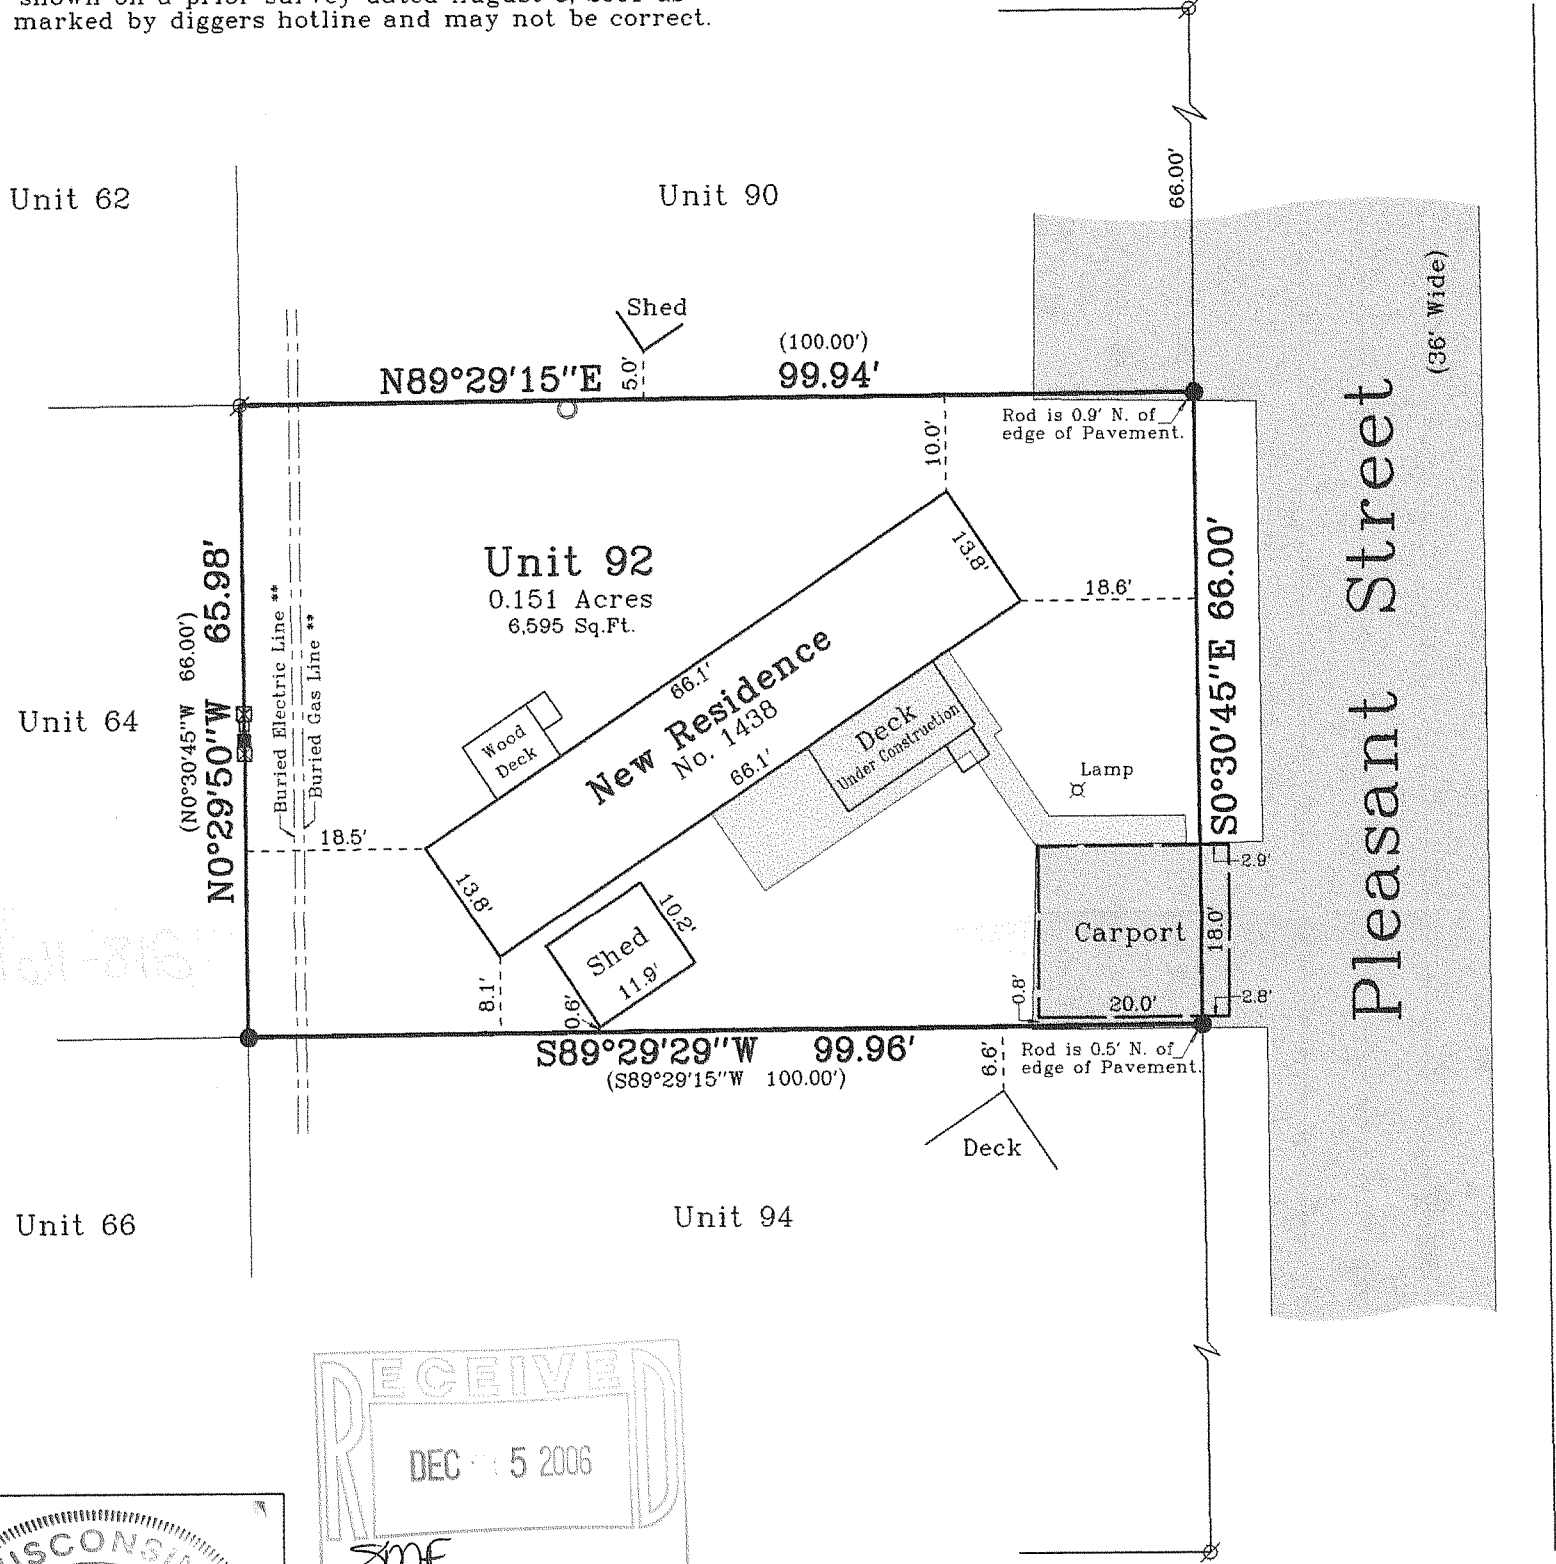 marked by diggers hotline and may not be correct.
66.00'
Unit 62
Unit 90
(36' Wide)
Shed
5.0'
(100.00')
N89°29'15"E 99.94'
Rod is 0.9' N. of
edge of Pavement.
10.0'
Pleasant Street
Unit 92
0.151 Acres
6,595 Sq.Ft.
13.8'
18.6'
S0°30'45"E 66.00'
(N0°30'45"W 66.00')
N0°29'50"W 65.98'
Buried Electric Line **
Buried Gas Line **
66.1'
New Residence
No. 1438
66.1'
Unit 64
Wood
Deck
Deck
Under Construction
Lamp
18.5'
13.8'
2.9'
10.2'
Shed
11.9'
Carport
18.0'
8.1'
0.6'
0.8'
20.0'
2.8'
S89°29'29"W 99.96'
(S89°29'15"W 100.00')
6.6'
Rod is 0.5' N. of
edge of Pavement.
Deck
Unit 66
Unit 94
RECEIVED
DEC 5 2006